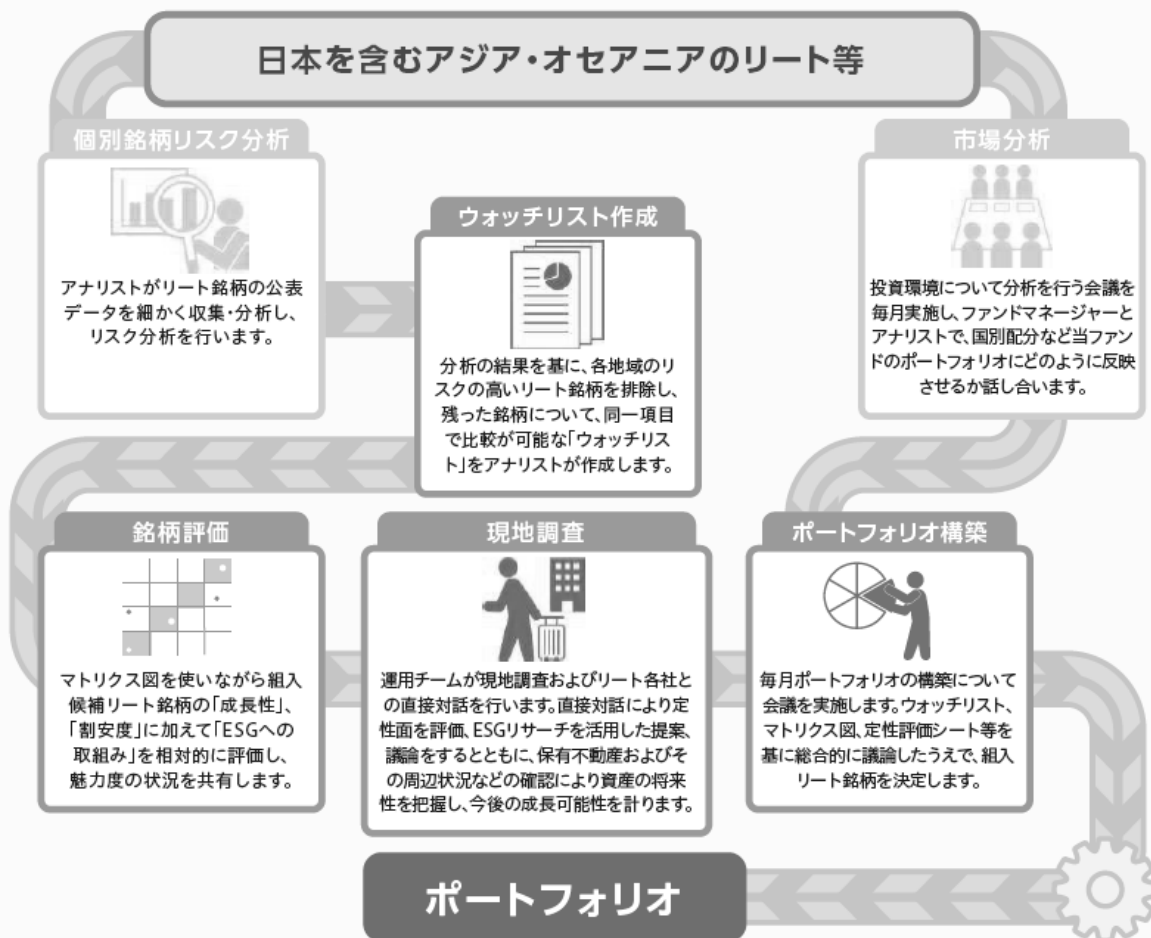 日本を含むアジア・オセアニアのリート等
個別銘柄リスク分析
アナリストがリート銘柄の公表
データを細かく収集・分析し、
リスク分析を行います。
ウォッチリスト作成
分析の結果を基に、各地域のリ
スクの高いリート銘柄を排除し、
残った銘柄について、同一項目
で比較が可能な「ウォッチリス
ト」をアナリストが作成します。
市場分析
投資環境について分析を行う会議を
毎月実施し、ファンドマネージャーと
アナリストで、国別配分など当ファン
ドのポートフォリオにどのように反映
させるか話し合います。
銘柄評価
マトリクス図を使いながら組入
候補リート銘柄の「成長性」、
「割安度」に加えて「ESGへの
取組み」を相対的に評価し、
魅力度の状況を共有します。
現地調査
運用チームが現地調査およびリート各社と
の直接対話を行います。直接対話により定
性面を評価、ESGリサーチを活用した提案、
議論をするとともに、保有不動産およびそ
の周辺状況などの確認により資産の将来
性を把握し、今後の成長可能性を計ります。
ポートフォリオ構築
毎月ポートフォリオの構築について
会議を実施します。ウォッチリスト、
マトリクス図、定性評価シート等を
基に総合的に議論したうえで、組入
リート銘柄を決定します。
ポートフォリオ